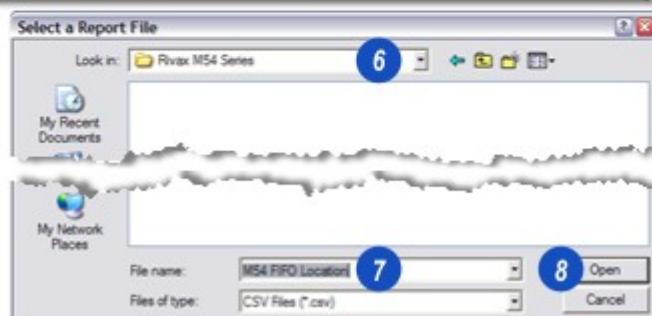 Select a Report File
Look in: Rivax M54 Series 6
My Recent
Documents
My Network
Places
File name: M54 FIFO Location 7 8 Open
Files of type: CSV Files (*.csv) Cancel